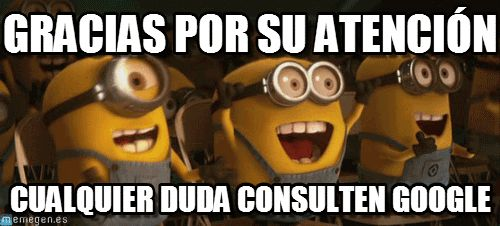 GRACIAS POR SU ATENCIÓN
CUALQUIER DUDA CONSULTEN GOOGLE
memegen.es